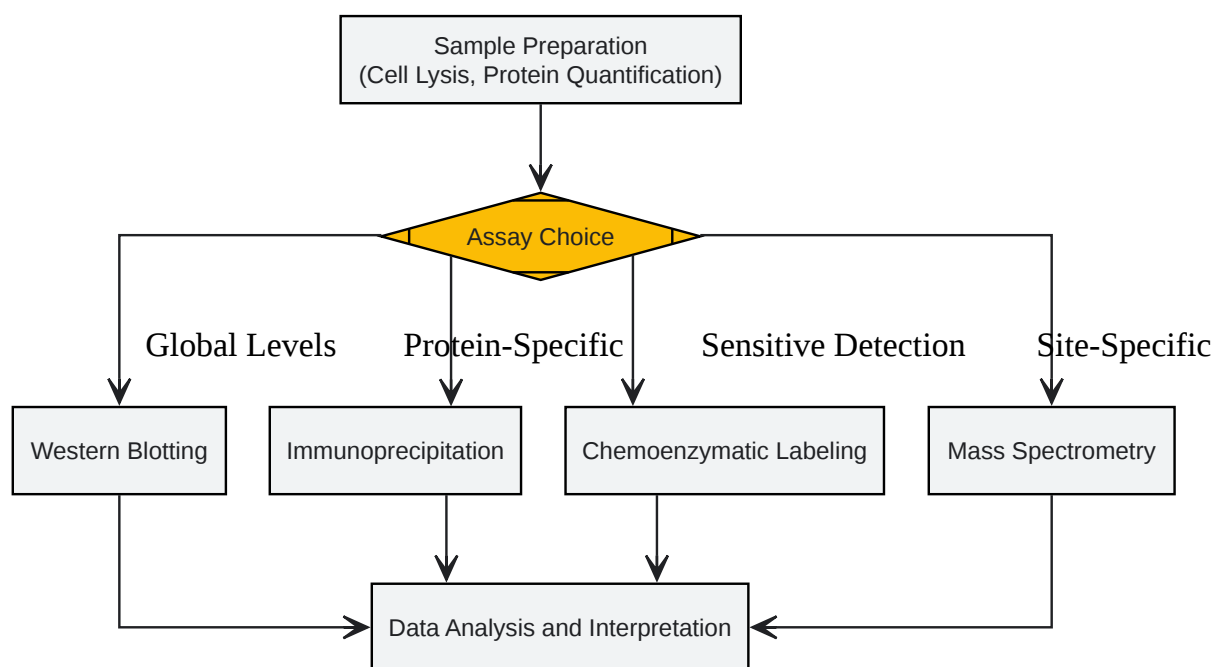 Sample Preparation
(Cell Lysis, Protein Quantification)
Assay Choice
Global Levels
Protein-Specific
Sensitive Detection
Site-Specific
Western Blotting
Immunoprecipitation
Chemoenzymatic Labeling
Mass Spectrometry
Data Analysis and Interpretation